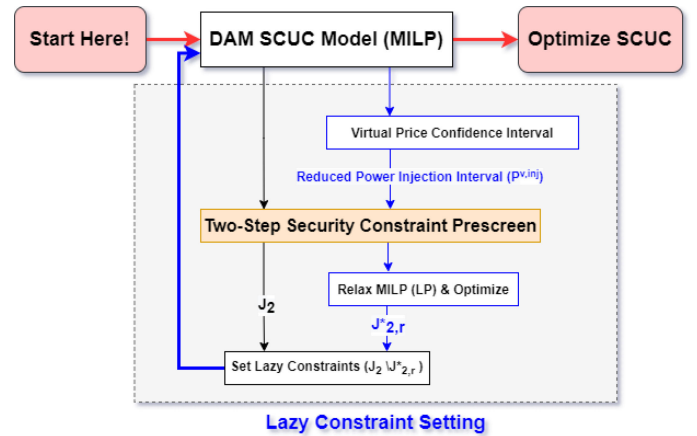 Start Here!
DAM SCUC Model (MILP)
Optimize SCUC
Virtual Price Confidence Interval
Reduced Power Injection Interval (P^v,inj)
Two-Step Security Constraint Prescreen
Relax MILP (LP) & Optimize
J2
J*2,r
Set Lazy Constraints (J2 \J*2,r )
Lazy Constraint Setting